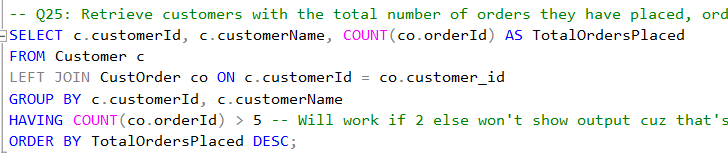 -- Q25: Retrieve customers with the total number of orders they have placed,
SELECT c.customerId, c.customerName, COUNT(co.orderId) AS TotalOrdersPlaced
FROM Customer c
LEFT JOIN CustOrder co ON c.customerId = co.customer_id
GROUP BY c.customerId, c.customerName
HAVING COUNT(co.orderId) > 5 -- Will work if 2 else won't show output cuz that's
ORDER BY TotalOrdersPlaced DESC;